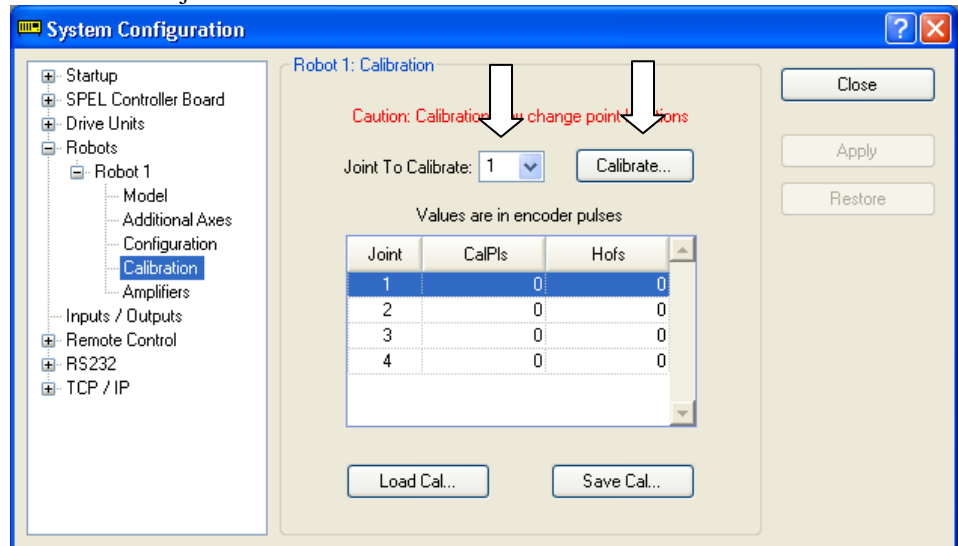 System Configuration
Startup
SPEL Controller Board
Drive Units
Robots
Robot 1
Model
Additional Axes
Configuration
Calibration
Amplifiers
Inputs / Outputs
Remote Control
RS232
TCP / IP
Robot 1: Calibration
Caution: Calibration change point
Joint To Calibrate: 1 Calibrate...
Values are in encoder pulses
Joint CalPls Hofs
1 0 0
2 0 0
3 0 0
4 0 0
Load Cal... Save Cal...
Close
Apply
Restore